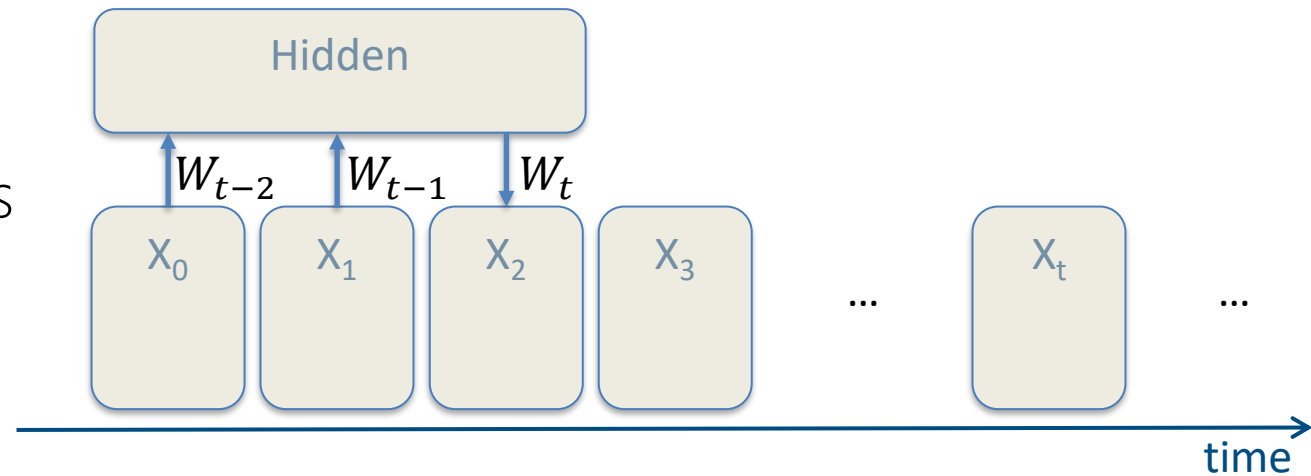 Hidden
W_{t-2} W_{t-1} W_t
s
X_0 X_1 X_2 X_3 ... X_t ...
time